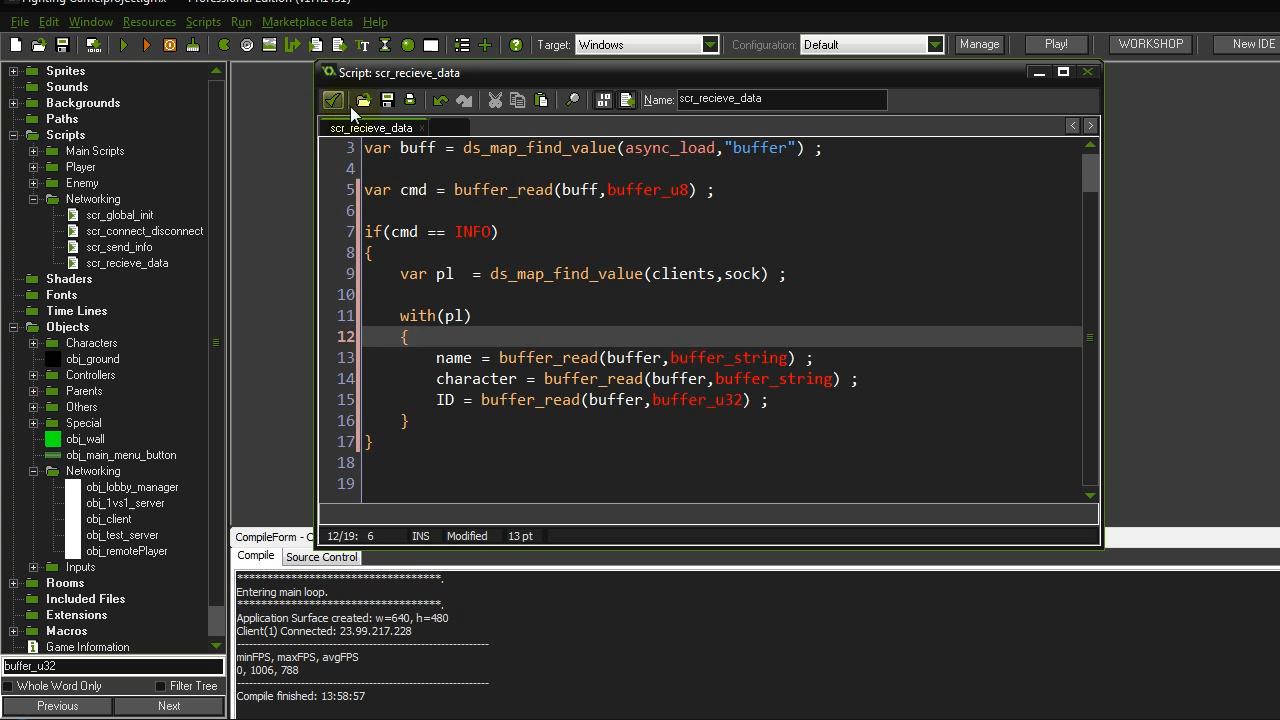 File Edit Window Resources Scripts Run Marketplace Beta Help
Target: Windows Configuration: Default Manage Play! WORKSHOP New IDE
Sprites
Sounds
Backgrounds
Paths
Scripts
Main Scripts
Player
Enemy
Networking
scr_global_init
scr_connect_disconnect
scr_send_info
scr_recieve_data
Shaders
Fonts
Time Lines
Objects
Characters
obj_ground
Controllers
Parents
Others
Special
obj_wall
obj_main_menu_button
Networking
obj_lobby_manager
obj_1vs1_server
obj_client
obj_test_server
obj_remotePlayer
Inputs
Rooms
Included Files
Extensions
Macros
Game Information
buffer_u32
Whole Word Only Filter Tree
Previous Next
Script: scr_recieve_data
Name: scr_recieve_data
scr_recieve_data x
3 var buff = ds_map_find_value(async_load,"buffer") ;
4
5 var cmd = buffer_read(buff,buffer_u8) ;
6
7 if(cmd == INFO)
8 {
9 var pl = ds_map_find_value(clients,sock) ;
10
11 with(pl)
12 {
13 name = buffer_read(buffer,buffer_string) ;
14 character = buffer_read(buffer,buffer_string) ;
15 ID = buffer_read(buffer,buffer_u32) ;
16 }
17 }
18
19
12/19: 6 INS Modified 13 pt
CompileForm - C
Compile Source Control
***********************************.
Entering main loop.
***********************************.
Application Surface created: w=640, h=480
Client(1) Connected: 23.99.217.228
minFPS, maxFPS, avgFPS
0, 1006, 788
Compile finished: 13:58:57